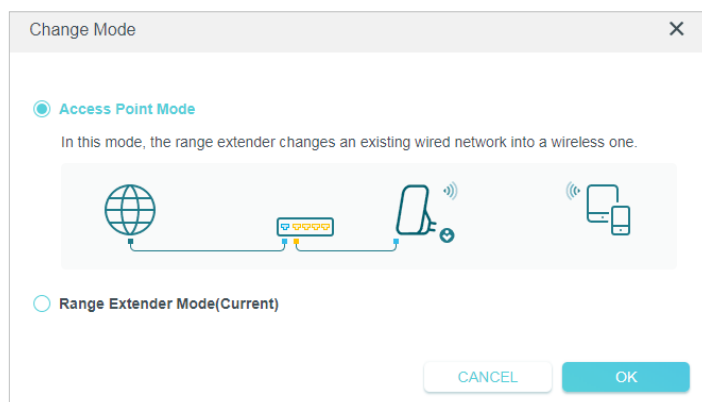 Change Mode
Access Point Mode
In this mode, the range extender changes an existing wired network into a wireless one.
Range Extender Mode(Current)
CANCEL
OK